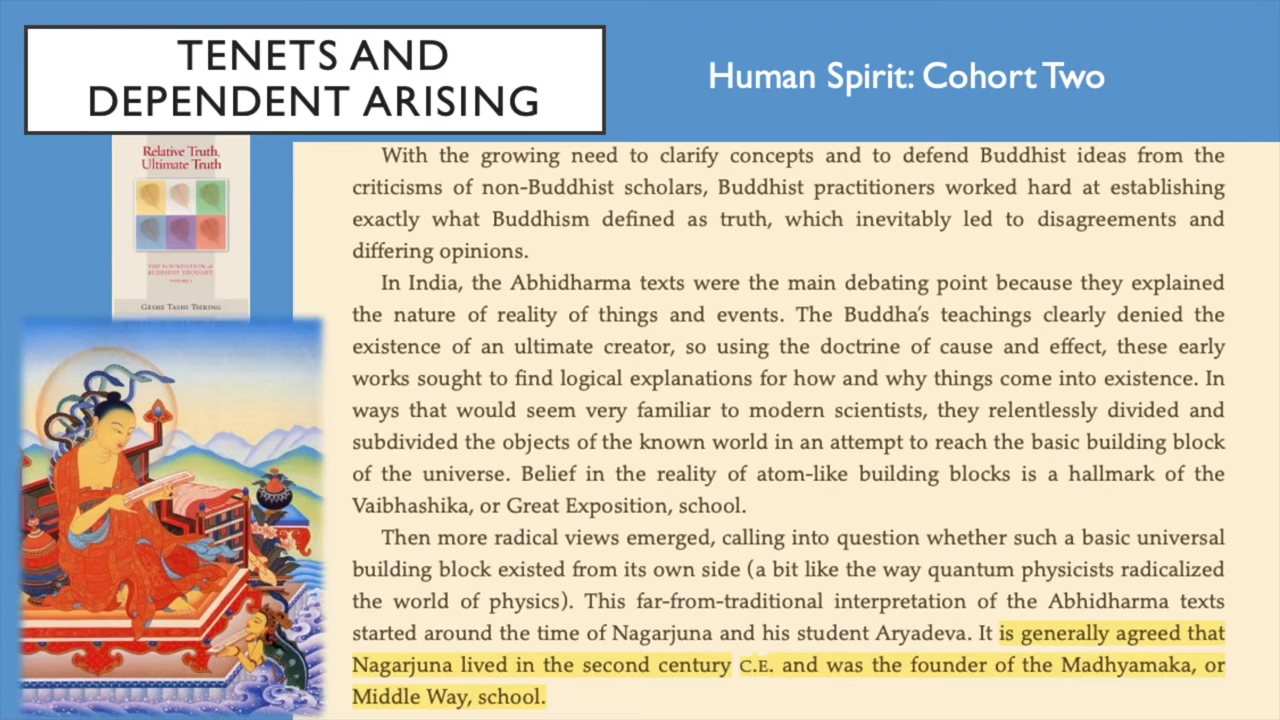 TENETS AND
DEPENDENT ARISING
Human Spirit: Cohort Two
Relative Truth,
Ultimate Truth
THE FOUNDATION of
BUDDHIST THOUGHT
GESHE TASHI TSERING
With the growing need to clarify concepts and to defend Buddhist ideas from the
criticisms of non-Buddhist scholars, Buddhist practitioners worked hard at establishing
exactly what Buddhism defined as truth, which inevitably led to disagreements and
differing opinions.
In India, the Abhidharma texts were the main debating point because they explained
the nature of reality of things and events. The Buddha's teachings clearly denied the
existence of an ultimate creator, so using the doctrine of cause and effect, these early
works sought to find logical explanations for how and why things come into existence. In
ways that would seem very familiar to modern scientists, they relentlessly divided and
subdivided the objects of the known world in an attempt to reach the basic building block
of the universe. Belief in the reality of atom-like building blocks is a hallmark of the
Vaibhashika, or Great Exposition, school.
Then more radical views emerged, calling into question whether such a basic universal
building block existed from its own side (a bit like the way quantum physicists radicalized
the world of physics). This far-from-traditional interpretation of the Abhidharma texts
started around the time of Nagarjuna and his student Aryadeva. It is generally agreed that
Nagarjuna lived in the second century C.E. and was the founder of the Madhyamaka, or
Middle Way, school.